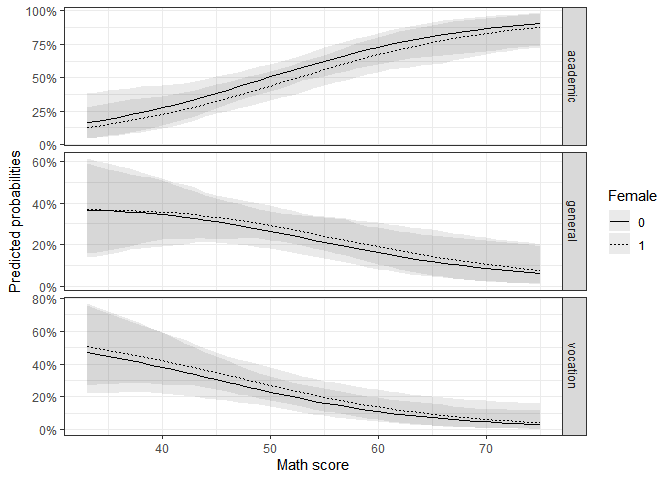 100%
75%
50%
25%
0%
academic
60%
40%
20%
0%
general
80%
60%
40%
20%
0%
vocation
Predicted probabilities
40 50 60 70
Math score
Female
0
1